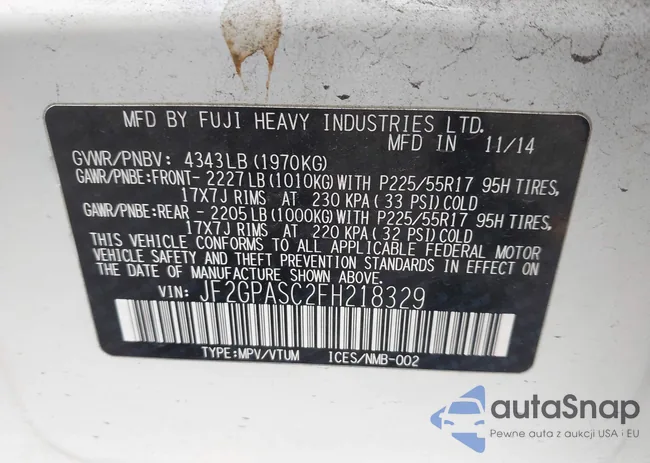 MFD BY FUJI HEAVY INDUSTRIES LTD.
MFD IN 11/14
GVWR/PNBV: 4343LB(1970KG)
GAWR/PNBE:FRONT-2227LB(1010KG)WITH P225/55R17 95H TIRES,
17X7J RIMS AT 230 KPA(33 PSI)COLD
GAWR/PNBE:REAR -2205LB(1000KG)WITH P225/55R17 95H TIRES,
17X7J RIMS AT 220 KPA(32 PSI)COLD
THIS VEHICLE CONFORMS TO ALL APPLICABLE FEDERAL MOTOR
VEHICLE SAFETY AND THEFT PREVENTION STANDARDS IN EFFECT ON
THE DATE OF MANUFACTURE SHOWN ABOVE.
VIN: JF2GPASC2FH218329
TYPE:MPV/VTUM ICES/NMB-002
autaSnap
Pewne auta z aukcji USA · EU